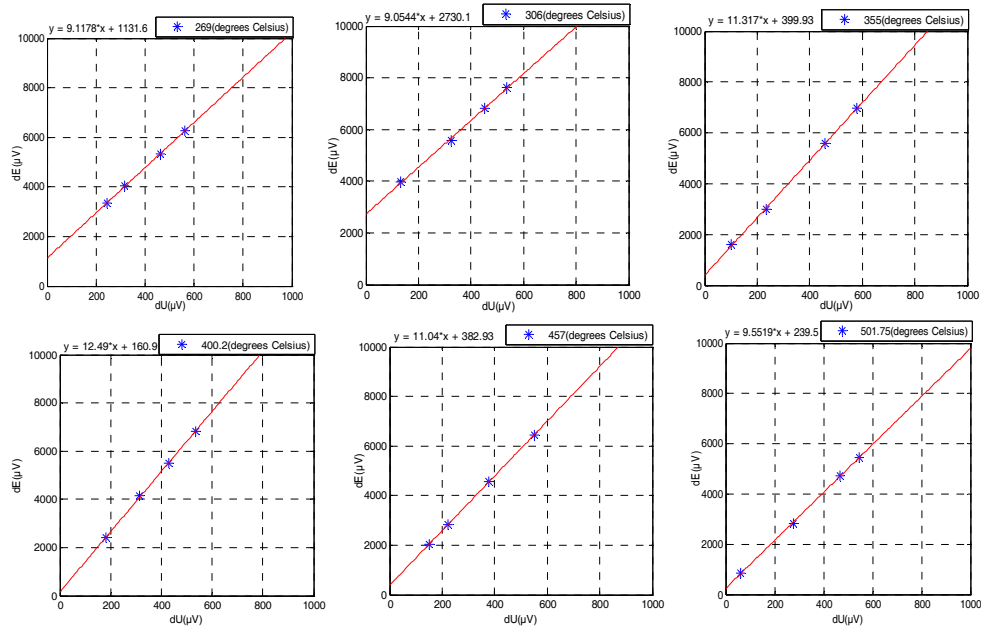 y = 9.1178*x + 1131.6
269(degrees Celsius)
10000
8000
6000
4000
2000
0
dE(µV)
0 200 400 600 800 1000
dU(µV)
y = 9.0544*x + 2730.1
306(degrees Celsius)
10000
8000
6000
4000
2000
0
dE(µV)
0 200 400 600 800 1000
dU(µV)
y = 11.317*x + 399.93
355(degrees Celsius)
10000
8000
6000
4000
2000
0
dE(µV)
0 200 400 600 800 1000
dU(µV)
y = 12.49*x + 160.9
400.2(degrees Celsius)
10000
8000
6000
4000
2000
0
dE(µV)
0 200 400 600 800 1000
dU(µV)
y = 11.04*x + 382.93
457(degrees Celsius)
10000
8000
6000
4000
2000
0
dE(µV)
0 200 400 600 800 1000
dU(µV)
y = 9.5519*x + 239.5
501.75(degrees Celsius)
10000
8000
6000
4000
2000
0
dE(µV)
0 200 400 600 800 1000
dU(µV)